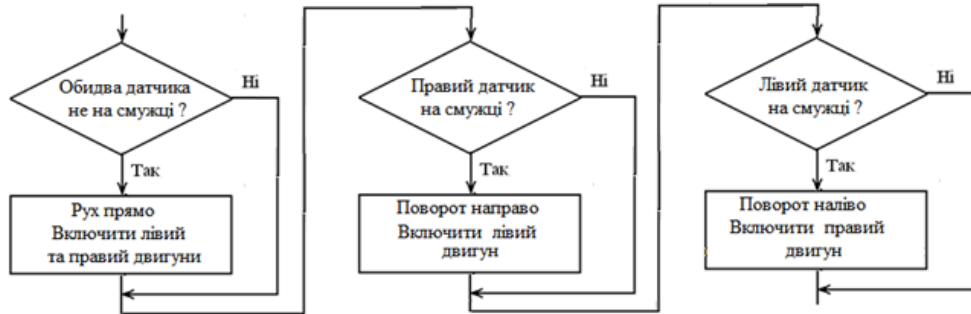 Обидва датчика
не на смужці ?
Ні
Так
Рух прямо
Включити лівий
та правий двигуни
Правий датчик
на смужці ?
Ні
Так
Поворот направо
Включити лівий
двигун
Лівий датчик
на смужці ?
Ні
Так
Поворот наліво
Включити правий
двигун